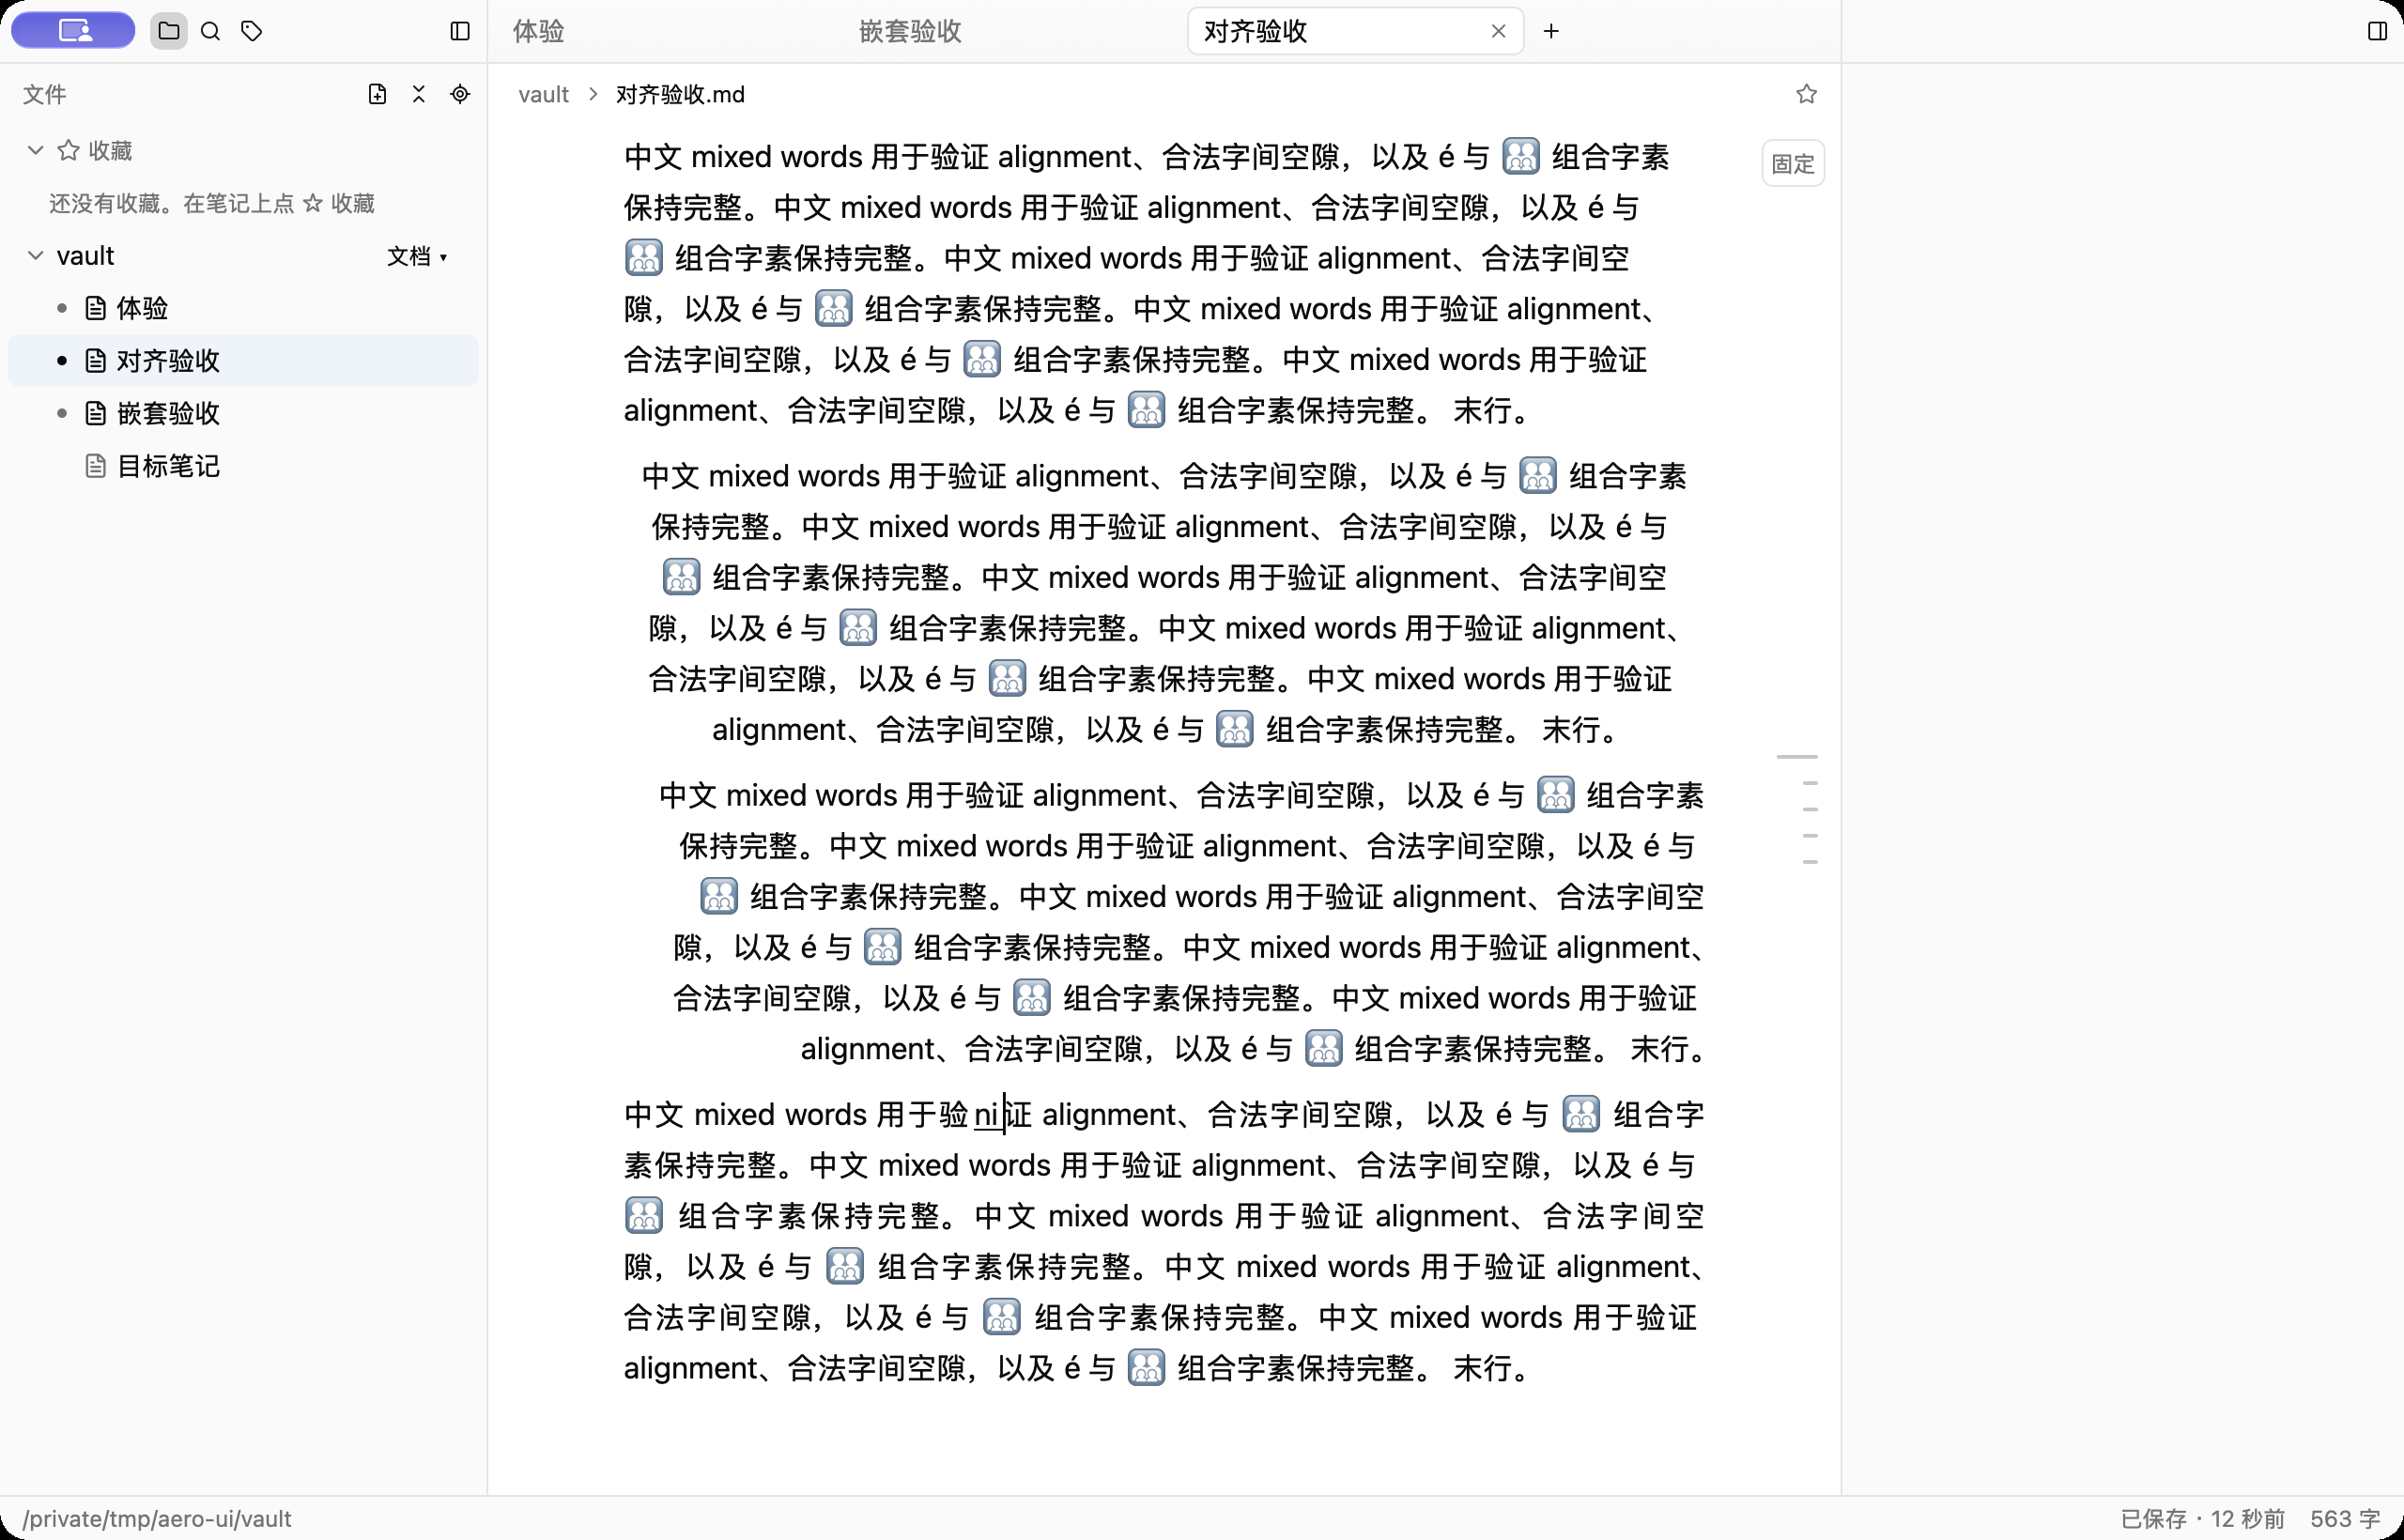 体验
嵌套验收
对齐验收
文件
收藏
还没有收藏。在笔记上点 ☆ 收藏
vault
文档
体验
对齐验收
嵌套验收
目标笔记
vault > 对齐验收.md
固定
中文 mixed words 用于验证 alignment、合法字间空隙，以及 é 与 👨‍👩‍👧‍👦 组合字素
保持完整。中文 mixed words 用于验证 alignment、合法字间空隙，以及 é 与
👨‍👩‍👧‍👦 组合字素保持完整。中文 mixed words 用于验证 alignment、合法字间空
隙，以及 é 与 👨‍👩‍👧‍👦 组合字素保持完整。中文 mixed words 用于验证 alignment、
合法字间空隙，以及 é 与 👨‍👩‍👧‍👦 组合字素保持完整。中文 mixed words 用于验证
alignment、合法字间空隙，以及 é 与 👨‍👩‍👧‍👦 组合字素保持完整。 末行。
中文 mixed words 用于验证 alignment、合法字间空隙，以及 é 与 👨‍👩‍👧‍👦 组合字素
保持完整。中文 mixed words 用于验证 alignment、合法字间空隙，以及 é 与
👨‍👩‍👧‍👦 组合字素保持完整。中文 mixed words 用于验证 alignment、合法字间空
隙，以及 é 与 👨‍👩‍👧‍👦 组合字素保持完整。中文 mixed words 用于验证 alignment、
合法字间空隙，以及 é 与 👨‍👩‍👧‍👦 组合字素保持完整。中文 mixed words 用于验证
alignment、合法字间空隙，以及 é 与 👨‍👩‍👧‍👦 组合字素保持完整。 末行。
中文 mixed words 用于验证 alignment、合法字间空隙，以及 é 与 👨‍👩‍👧‍👦 组合字素
保持完整。中文 mixed words 用于验证 alignment、合法字间空隙，以及 é 与
👨‍👩‍👧‍👦 组合字素保持完整。中文 mixed words 用于验证 alignment、合法字间空
隙，以及 é 与 👨‍👩‍👧‍👦 组合字素保持完整。中文 mixed words 用于验证 alignment、
合法字间空隙，以及 é 与 👨‍👩‍👧‍👦 组合字素保持完整。中文 mixed words 用于验证
alignment、合法字间空隙，以及 é 与 👨‍👩‍👧‍👦 组合字素保持完整。 末行。
中文 mixed words 用于验ni证 alignment、合法字间空隙，以及 é 与 👨‍👩‍👧‍👦 组合字
素保持完整。中文 mixed words 用于验证 alignment、合法字间空隙，以及 é 与
👨‍👩‍👧‍👦 组合字素保持完整。中文 mixed words 用于验证 alignment、合法字间空
隙，以及 é 与 👨‍👩‍👧‍👦 组合字素保持完整。中文 mixed words 用于验证 alignment、
合法字间空隙，以及 é 与 👨‍👩‍👧‍👦 组合字素保持完整。中文 mixed words 用于验证
alignment、合法字间空隙，以及 é 与 👨‍👩‍👧‍👦 组合字素保持完整。 末行。
/private/tmp/aero-ui/vault
已保存 · 12 秒前 563 字